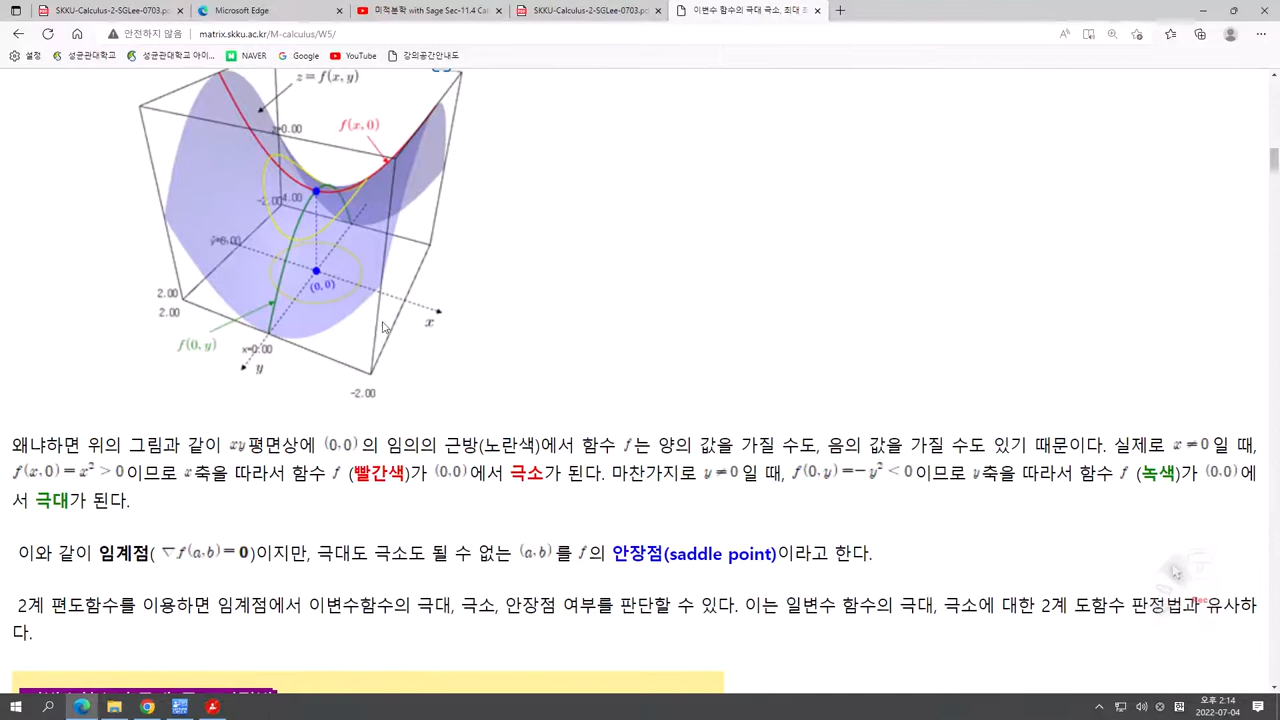 SKKU-Calculus-2-SGLee-0703.p
Microsoft Edge
미적분학 with Sage Sec-11.4 Ca
SKKU-Calculus-2-SGLee-0703.p
이변수 함수의 극대 극소, 최대 최
안전하지 않음 matrix.skku.ac.kr/M-calculus/W5/
설정 성균관대학교 성균관대학교 아이... NAVER Google YouTube 강의공간안내도
z = f(x, y)
f(x, 0)
z=0.00
-2.00 4.00
y=0.00
(0, 0)
2.00
2.00
x
f(0, y)
x=0.00
y
-2.00
왜냐하면 위의 그림과 같이 xy평면상에 (0,0)의 임의의 근방(노란색)에서 함수 f는 양의 값을 가질 수도, 음의 값을 가질 수도 있기 때문이다. 실제로 x≠0일 때,
f(x,0) = x² > 0이므로 x축을 따라서 함수 f (빨간색)가 (0,0)에서 극소가 된다. 마찬가지로 y≠0일 때, f(0,y) = −y² < 0이므로 y축을 따라서 함수 f (녹색)가 (0,0)에
서 극대가 된다.
이와 같이 임계점( ∇f(a,b) = 0)이지만, 극대도 극소도 될 수 없는 (a,b)를 f의 안장점(saddle point)이라고 한다.
2계 편도함수를 이용하면 임계점에서 이변수함수의 극대, 극소, 안장점 여부를 판단할 수 있다. 이는 일변수 함수의 극대, 극소에 대한 2계 도함수 판정법과 유사하
다.
오후 2:14
2022-07-04